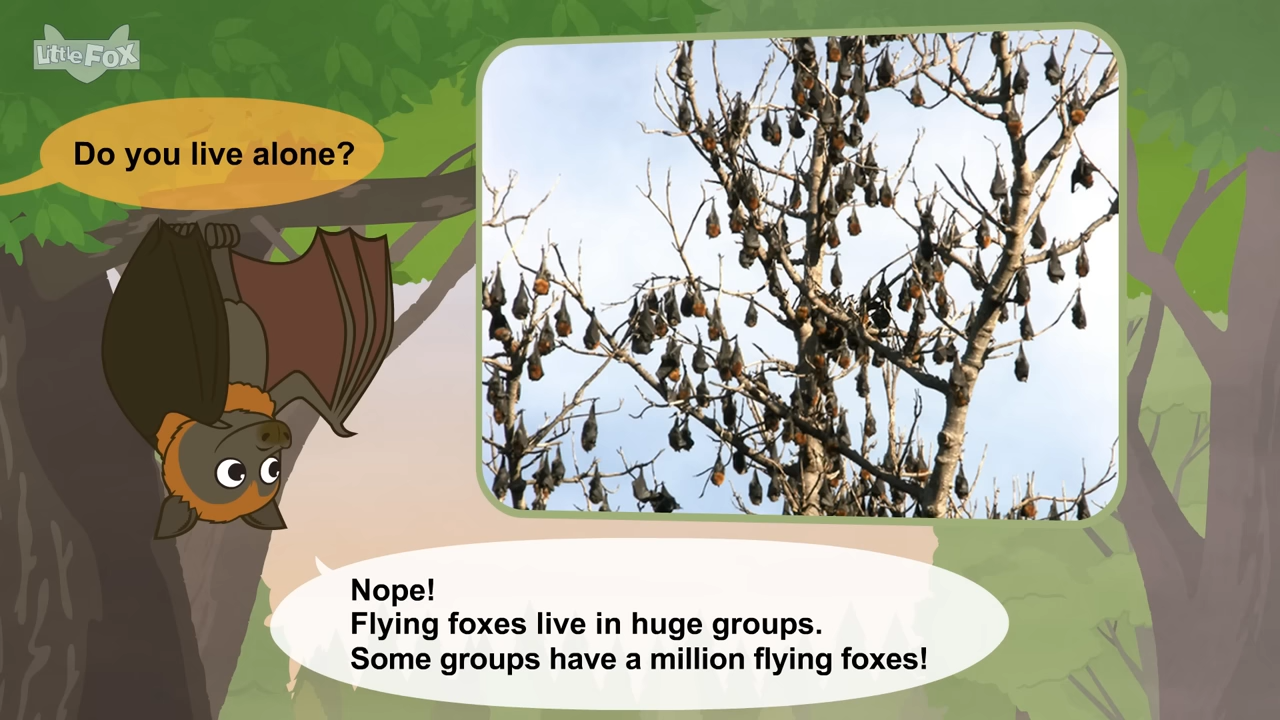 Little Fox
Do you live alone?
Nope!
Flying foxes live in huge groups.
Some groups have a million flying foxes!